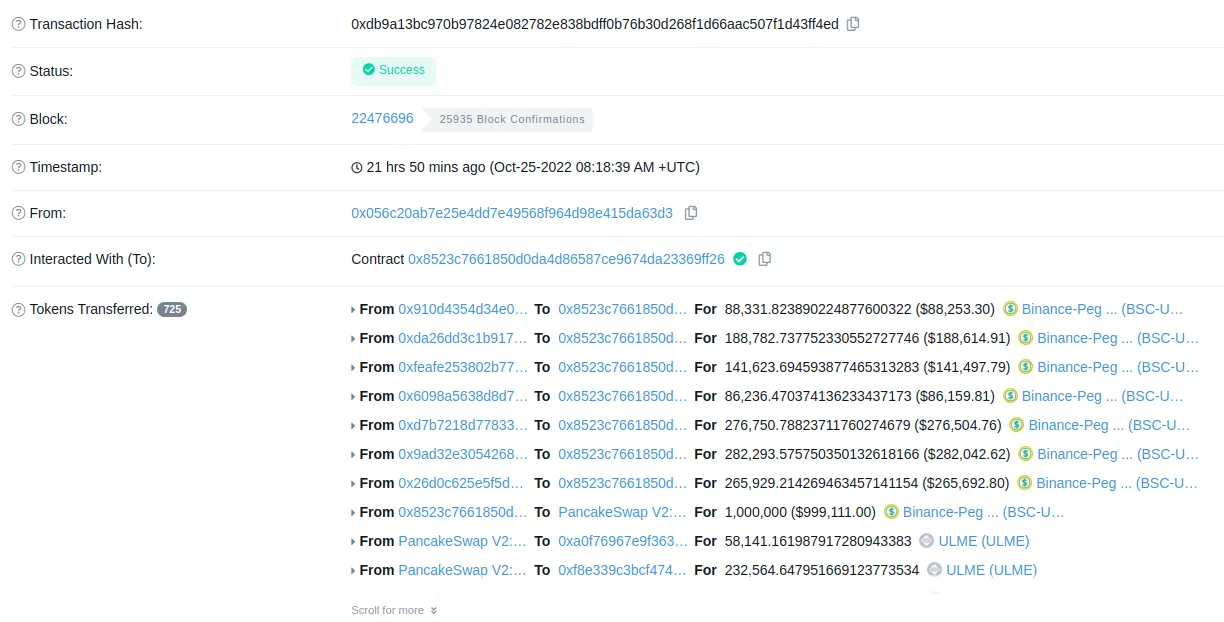 Transaction Hash: 0xdb9a13bc970b97824e082782e838bdff0b76b30d268f1d66aac507f1d43ff4ed
Status: Success
Block: 22476696 25935 Block Confirmations
Timestamp: 21 hrs 50 mins ago (Oct-25-2022 08:18:39 AM +UTC)
From: 0x056c20ab7e25e4dd7e49568f964d98e415da63d3
Interacted With (To): Contract 0x8523c7661850d0da4d86587ce9674da23369ff26
Tokens Transferred: 725 From 0x910d4354d34e0... To 0x8523c7661850d... For 88,331.823890224877600322 ($88,253.30) Binance-Peg ... (BSC-U...
From 0xda26dd3c1b917... To 0x8523c7661850d... For 188,782.737752330552727746 ($188,614.91) Binance-Peg ... (BSC-U...
From 0xfeafe253802b77... To 0x8523c7661850d... For 141,623.694593877465313283 ($141,497.79) Binance-Peg ... (BSC-U...
From 0x6098a5638d8d7... To 0x8523c7661850d... For 86,236.470374136233437173 ($86,159.81) Binance-Peg ... (BSC-U...
From 0xd7b7218d77833... To 0x8523c7661850d... For 276,750.78823711760274679 ($276,504.76) Binance-Peg ... (BSC-U...
From 0x9ad32e3054268... To 0x8523c7661850d... For 282,293.575750350132618166 ($282,042.62) Binance-Peg ... (BSC-U...
From 0x26d0c625e5f5d... To 0x8523c7661850d... For 265,929.214269463457141154 ($265,692.80) Binance-Peg ... (BSC-U...
From 0x8523c7661850d... To PancakeSwap V2:... For 1,000,000 ($999,111.00) Binance-Peg ... (BSC-U...
From PancakeSwap V2:... To 0xa0f76967e9f363... For 58,141.161987917280943383 ULME (ULME)
From PancakeSwap V2:... To 0xf8e339c3bcf474... For 232,564.647951669123773534 ULME (ULME)
Scroll for more